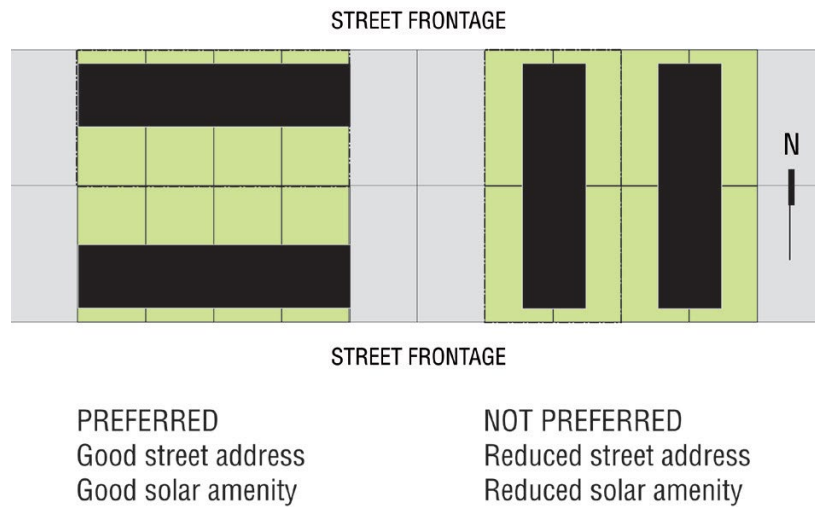 STREET FRONTAGE
N
STREET FRONTAGE
PREFERRED
Good street address
Good solar amenity
NOT PREFERRED
Reduced street address
Reduced solar amenity